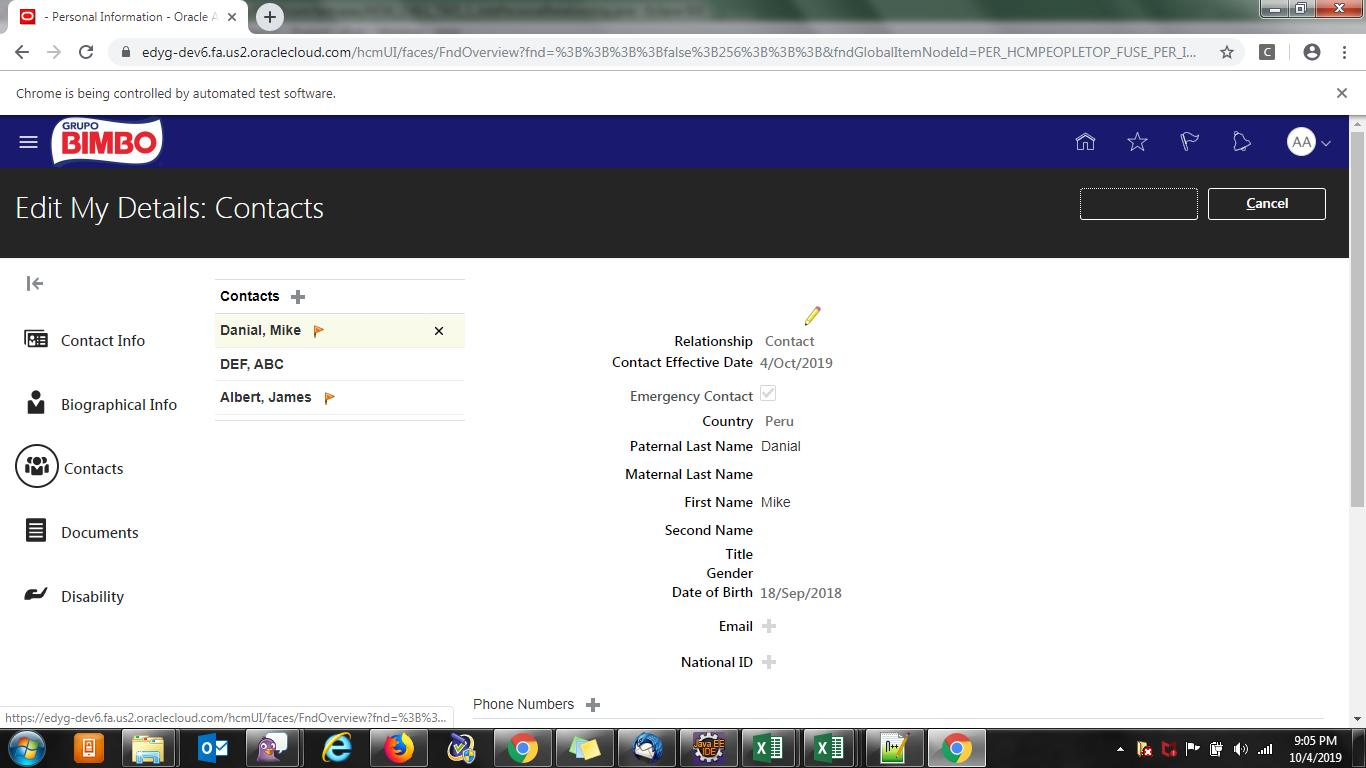 - Personal Information - Oracle A
edyg-dev6.fa.us2.oraclecloud.com/hcmUI/faces/FndOverview?fnd=%3B%3B%3B%3Bfalse%3B256%3B%3B%3B&fndGlobalItemNodeId=PER_HCMPEOPLETOP_FUSE_PER_I...
C
Chrome is being controlled by automated test software.
GRUPO
BIMBO
AA
Edit My Details: Contacts
Cancel
Contacts
Danial, Mike
DEF, ABC
Albert, James
Contact Info
Biographical Info
Contacts
Documents
Disability
Relationship Contact
Contact Effective Date 4/Oct/2019
Emergency Contact
Country Peru
Paternal Last Name Danial
Maternal Last Name
First Name Mike
Second Name
Title
Gender
Date of Birth 18/Sep/2018
Email
National ID
Phone Numbers
https://edyg-dev6.fa.us2.oraclecloud.com/hcmUI/faces/FndOverview?fnd=%3B%3...
Java EE
IDE
9:05 PM
10/4/2019